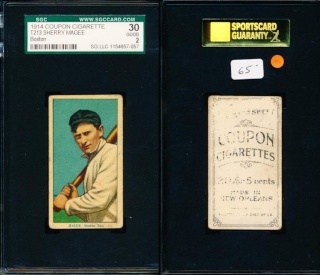 SGC
WWW.SGCCARD.COM
1914 COUPON CIGARETTE
T213 SHERRY MAGEE
Boston
30
GOOD
2
SPORTSCARD
GUARANTY
65
COUPON
CIGARETTES
20 for 5 cents
MADE IN
NEW ORLEANS